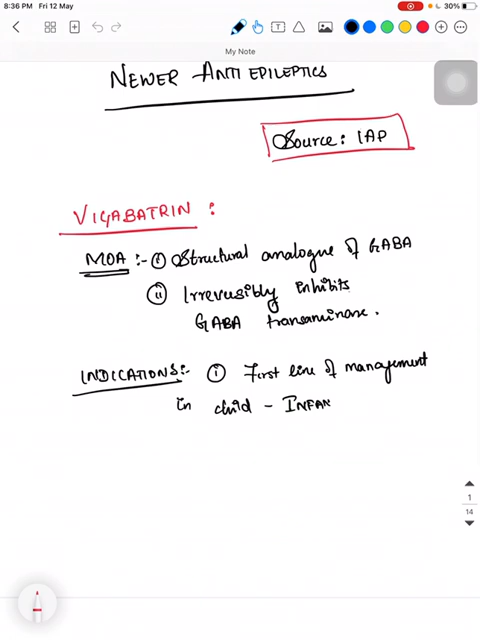 8:36 PM Fri 12 May 30%
My Note
NEWER ANTI EPILEPTICS
Source: IAP
VIGABATRIN :
MOA :- (i) Structural analogue of GABA
(ii) Irreversibly inhibits
GABA transaminase.
INDICATIONS:- (i) First line of management
in child - INFAN
1
14